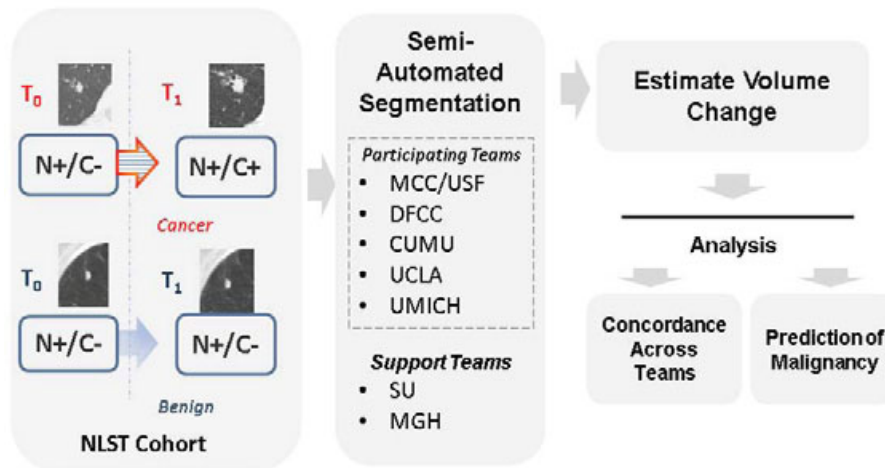 T0
T1
N+/C-
N+/C+
Cancer
T0
T1
N+/C-
N+/C-
Benign
NLST Cohort
Semi-
Automated
Segmentation
Participating Teams
• MCC/USF
• DFCC
• CUMU
• UCLA
• UMICH
Support Teams
• SU
• MGH
Estimate Volume
Change
Analysis
Concordance
Across
Teams
Prediction of
Malignancy